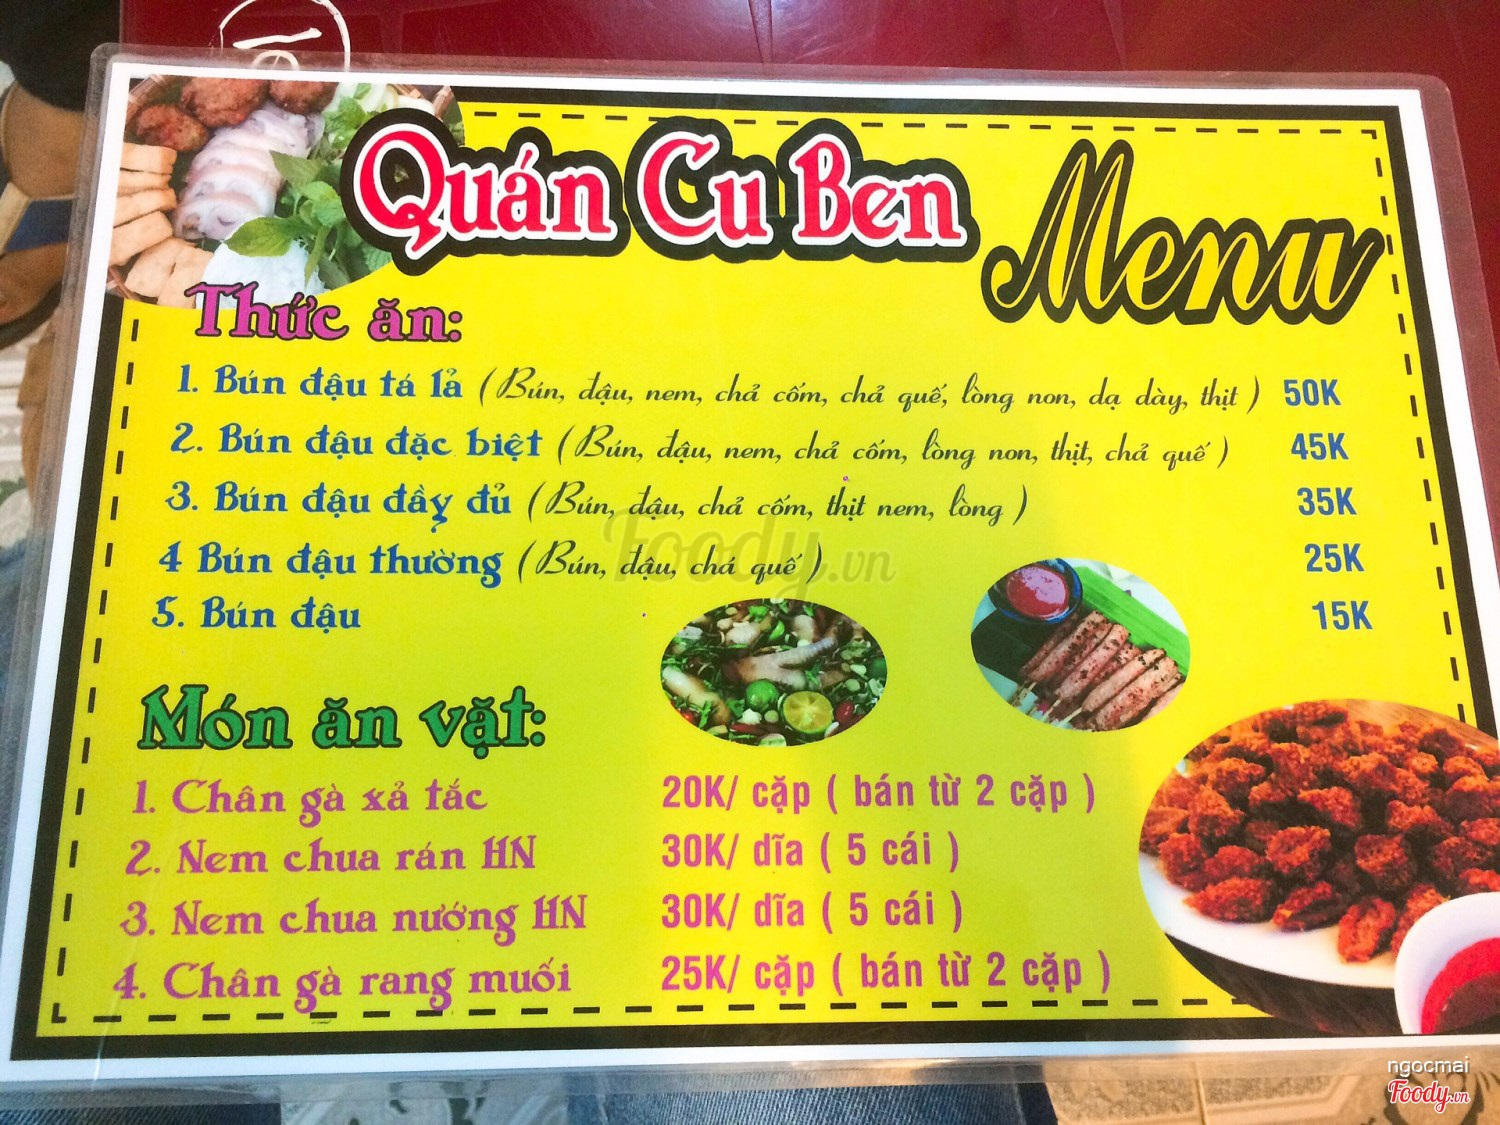 Quán Cu Ben
Menu
Thức ăn:
1. Bún đậu tá lả ( Bún, đậu, nem, chả cốm, chả quế, lòng non, dạ dày, thịt ) 50K
2. Bún đậu đặc biệt ( Bún, đậu, nem, chả cốm, lòng non, thịt, chả quế ) 45K
3. Bún đậu đầy đủ ( Bún, đậu, chả cốm, thịt nem, lòng ) 35K
4 Bún đậu thường ( Bún, đậu, chả quế ) 25K
5. Bún đậu 15K
Foody.vn
Món ăn vặt:
1. Chân gà xả tắc 20K/ cặp ( bán từ 2 cặp )
2. Nem chua rán HN 30K/ dĩa ( 5 cái )
3. Nem chua nướng HN 30K/ dĩa ( 5 cái )
4. Chân gà rang muối 25K/ cặp ( bán từ 2 cặp )
ngocmai
Foody.vn